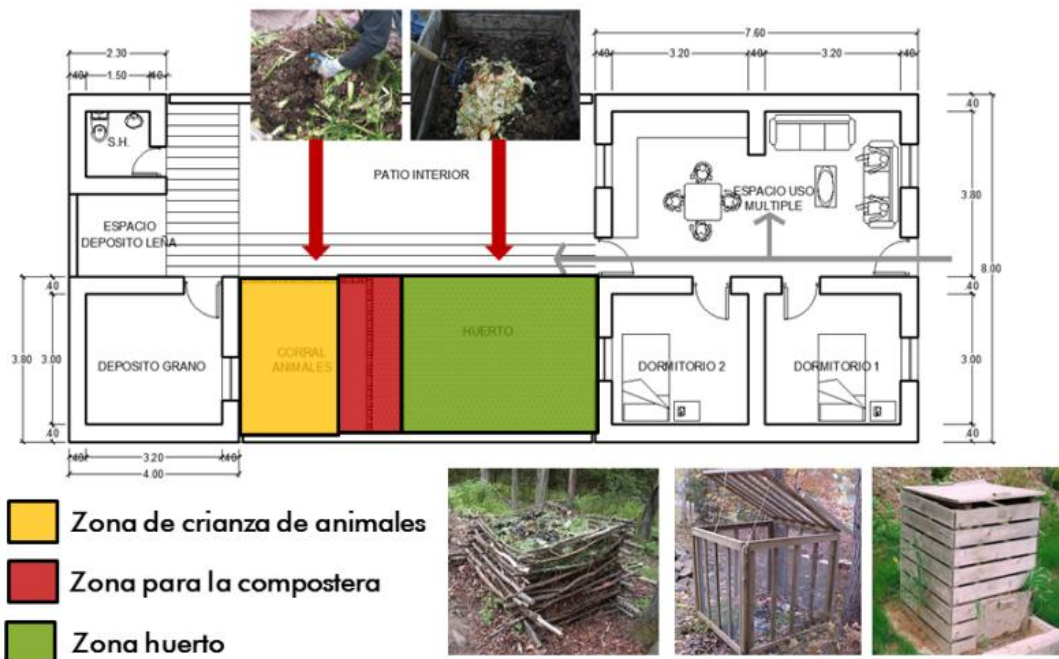 2.30
.40
1.50
.40
7.60
.40
3.20
3.20
.40
.40
S.H.
PATIO INTERIOR
ESPACIO USO
MULTIPLE
3.80
ESPACIO
DEPOSITO LEÑA
8.00
.40
.40
3.80
3.00
DEPOSITO GRANO
CORRAL
ANIMALES
HUERTO
DORMITORIO 2
DORMITORIO 1
3.00
.40
.40
.40
3.20
.40
4.00
Zona de crianza de animales
Zona para la compostera
Zona huerto